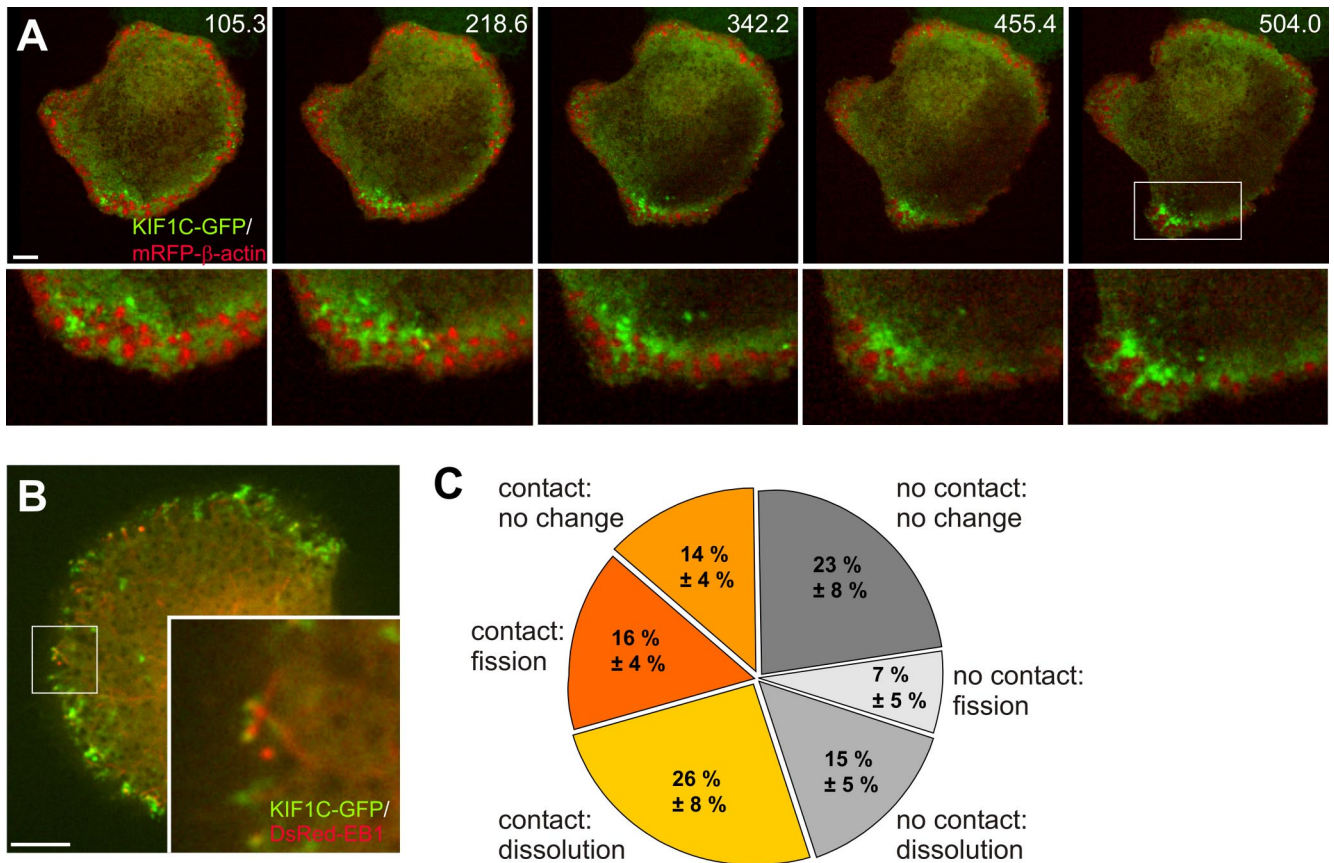 A
105.3
218.6
342.2
455.4
504.0
KIF1C-GFP/
mRFP-β-actin
B
KIF1C-GFP/
DsRed-EB1
C
contact:
no change
14 %
± 4 %
no contact:
no change
23 %
± 8 %
contact:
fission
16 %
± 4 %
no contact:
fission
7 %
± 5 %
contact:
dissolution
26 %
± 8 %
no contact:
dissolution
15 %
± 5 %